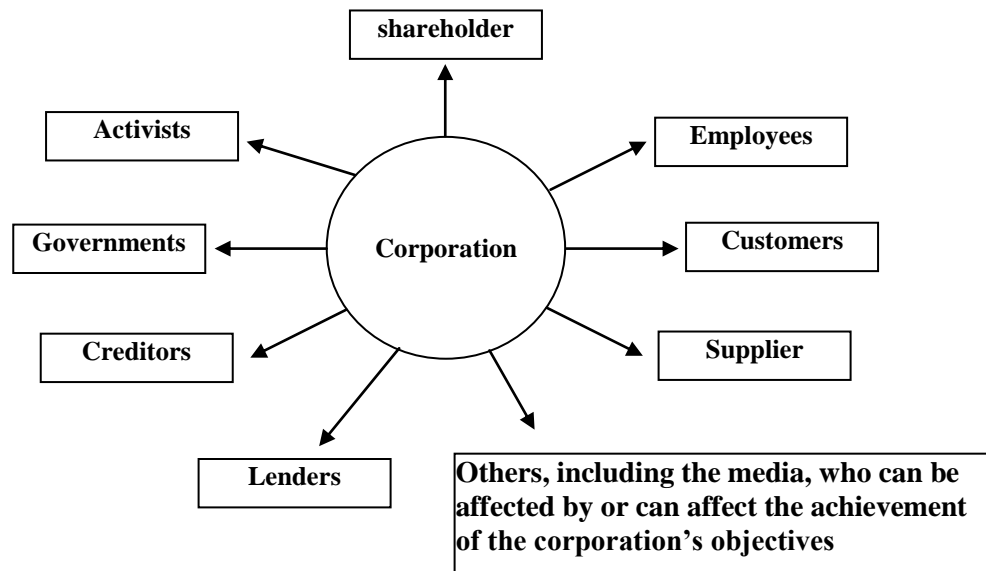 shareholder
Activists
Employees
Governments
Corporation
Customers
Creditors
Supplier
Lenders
Others, including the media, who can be
affected by or can affect the achievement
of the corporation’s objectives